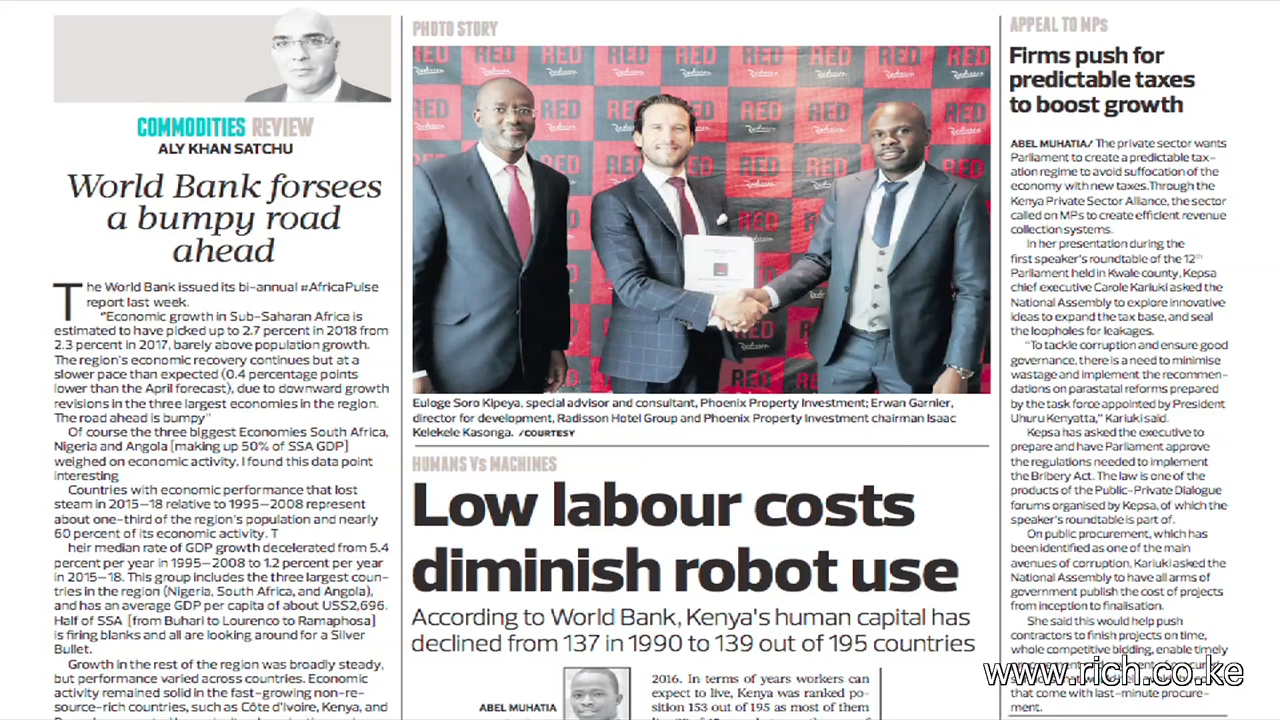 COMMODITIES REVIEW
ALY KHAN SATCHU
World Bank forsees
a bumpy road
ahead
The World Bank issued its bi-annual #AfricaPulse
report last week.
"Economic growth in Sub-Saharan Africa is
estimated to have picked up to 2.7 percent in 2018 from
2.3 percent in 2017, barely above population growth.
The region's economic recovery continues but at a
slower pace than expected (0.4 percentage points
lower than the April forecast), due to downward growth
revisions in the three largest economies in the region.
The road ahead is bumpy"
Of course the three biggest Economies South Africa,
Nigeria and Angola [making up 50% of SSA GDP]
weighed on economic activity. I found this data point
interesting
Countries with economic performance that lost
steam in 2015–18 relative to 1995–2008 represent
about one-third of the region's population and nearly
60 percent of its economic activity. T
heir median rate of GDP growth decelerated from 5.4
percent per year in 1995–2008 to 1.2 percent per year
in 2015–18. This group includes the three largest coun-
tries in the region (Nigeria, South Africa, and Angola),
and has an average GDP per capita of about US$2,696.
Half of SSA [from Buhari to Lourenco to Ramaphosa]
is firing blanks and all are looking around for a Silver
Bullet.
Growth in the rest of the region was broadly steady,
but performance varied across countries. Economic
activity remained solid in the fast-growing non-re-
source-rich countries, such as Côte d'Ivoire, Kenya, and
PHOTO STORY
RED
Radisson
Euloge Soro Kipeya, special advisor and consultant, Phoenix Property Investment; Erwan Garnier,
director for development, Radisson Hotel Group and Phoenix Property Investment chairman Isaac
Kelekele Kasonga. /COURTESY
HUMANS Vs MACHINES
Low labour costs
diminish robot use
According to World Bank, Kenya's human capital has
declined from 137 in 1990 to 139 out of 195 countries
ABEL MUHATIA
2016. In terms of years workers can
expect to live, Kenya was ranked po-
sition 153 out of 195 as most of them
APPEAL TO MPs
Firms push for
predictable taxes
to boost growth
ABEL MUHATIA/ The private sector wants
Parliament to create a predictable tax-
ation regime to avoid suffocation of the
economy with new taxes.Through the
Kenya Private Sector Alliance, the sector
called on MPs to create efficient revenue
collection systems.
In her presentation during the
first speaker's roundtable of the 12th
Parliament held in Kwale county, Kepsa
chief executive Carole Kariuki asked the
National Assembly to explore innovative
ideas to expand the tax base, and seal
the loopholes for leakages.
"To tackle corruption and ensure good
governance, there is a need to minimise
wastage and implement the recommen-
dations on parastatal reforms prepared
by the task force appointed by President
Uhuru Kenyatta," Kariuki said.
Kepsa has asked the executive to
prepare and have Parliament approve
the regulations needed to implement
the Bribery Act. The law is one of the
products of the Public-Private Dialogue
forums organised by Kepsa, of which the
speaker's roundtable is part of.
On public procurement, which has
been identified as one of the main
avenues of corruption, Kariuki asked the
National Assembly to have all arms of
government publish the cost of projects
from inception to finalisation.
She said this would help push
contractors to finish projects on time,
whole competitive bidding, enable timely
that come with last-minute procure-
ment.
www.rich.co.ke